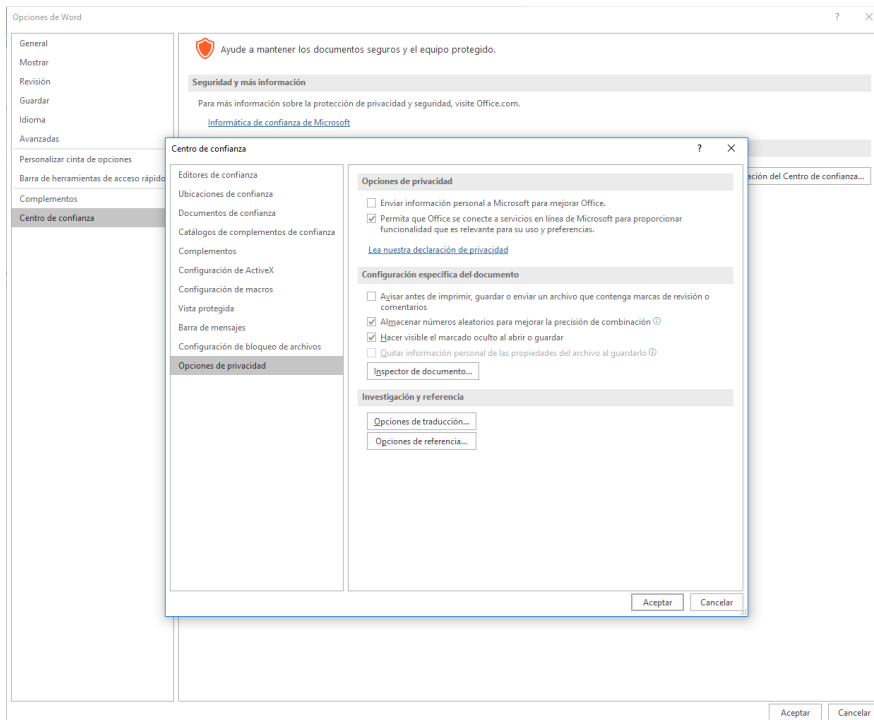 Opciones de Word
General
Mostrar
Revisión
Guardar
Idioma
Avanzadas
Personalizar cinta de opciones
Barra de herramientas de acceso rápido
Complementos
Centro de confianza
Ayude a mantener los documentos seguros y el equipo protegido.
Seguridad y más información
Para más información sobre la protección de privacidad y seguridad, visite Office.com.
Informática de confianza de Microsoft
ación del Centro de confianza...
Centro de confianza
Editores de confianza
Ubicaciones de confianza
Documentos de confianza
Catálogos de complementos de confianza
Complementos
Configuración de ActiveX
Configuración de macros
Vista protegida
Barra de mensajes
Configuración de bloqueo de archivos
Opciones de privacidad
Opciones de privacidad
Enviar información personal a Microsoft para mejorar Office.
Permita que Office se conecte a servicios en línea de Microsoft para proporcionar
funcionalidad que es relevante para su uso y preferencias.
Lea nuestra declaración de privacidad
Configuración específica del documento
Avisar antes de imprimir, guardar o enviar un archivo que contenga marcas de revisión o
comentarios
Almacenar números aleatorios para mejorar la precisión de combinación
Hacer visible el marcado oculto al abrir o guardar
Quitar información personal de las propiedades del archivo al guardarlo
Inspector de documento...
Investigación y referencia
Opciones de traducción...
Opciones de referencia...
Aceptar
Cancelar
Aceptar
Cancelar